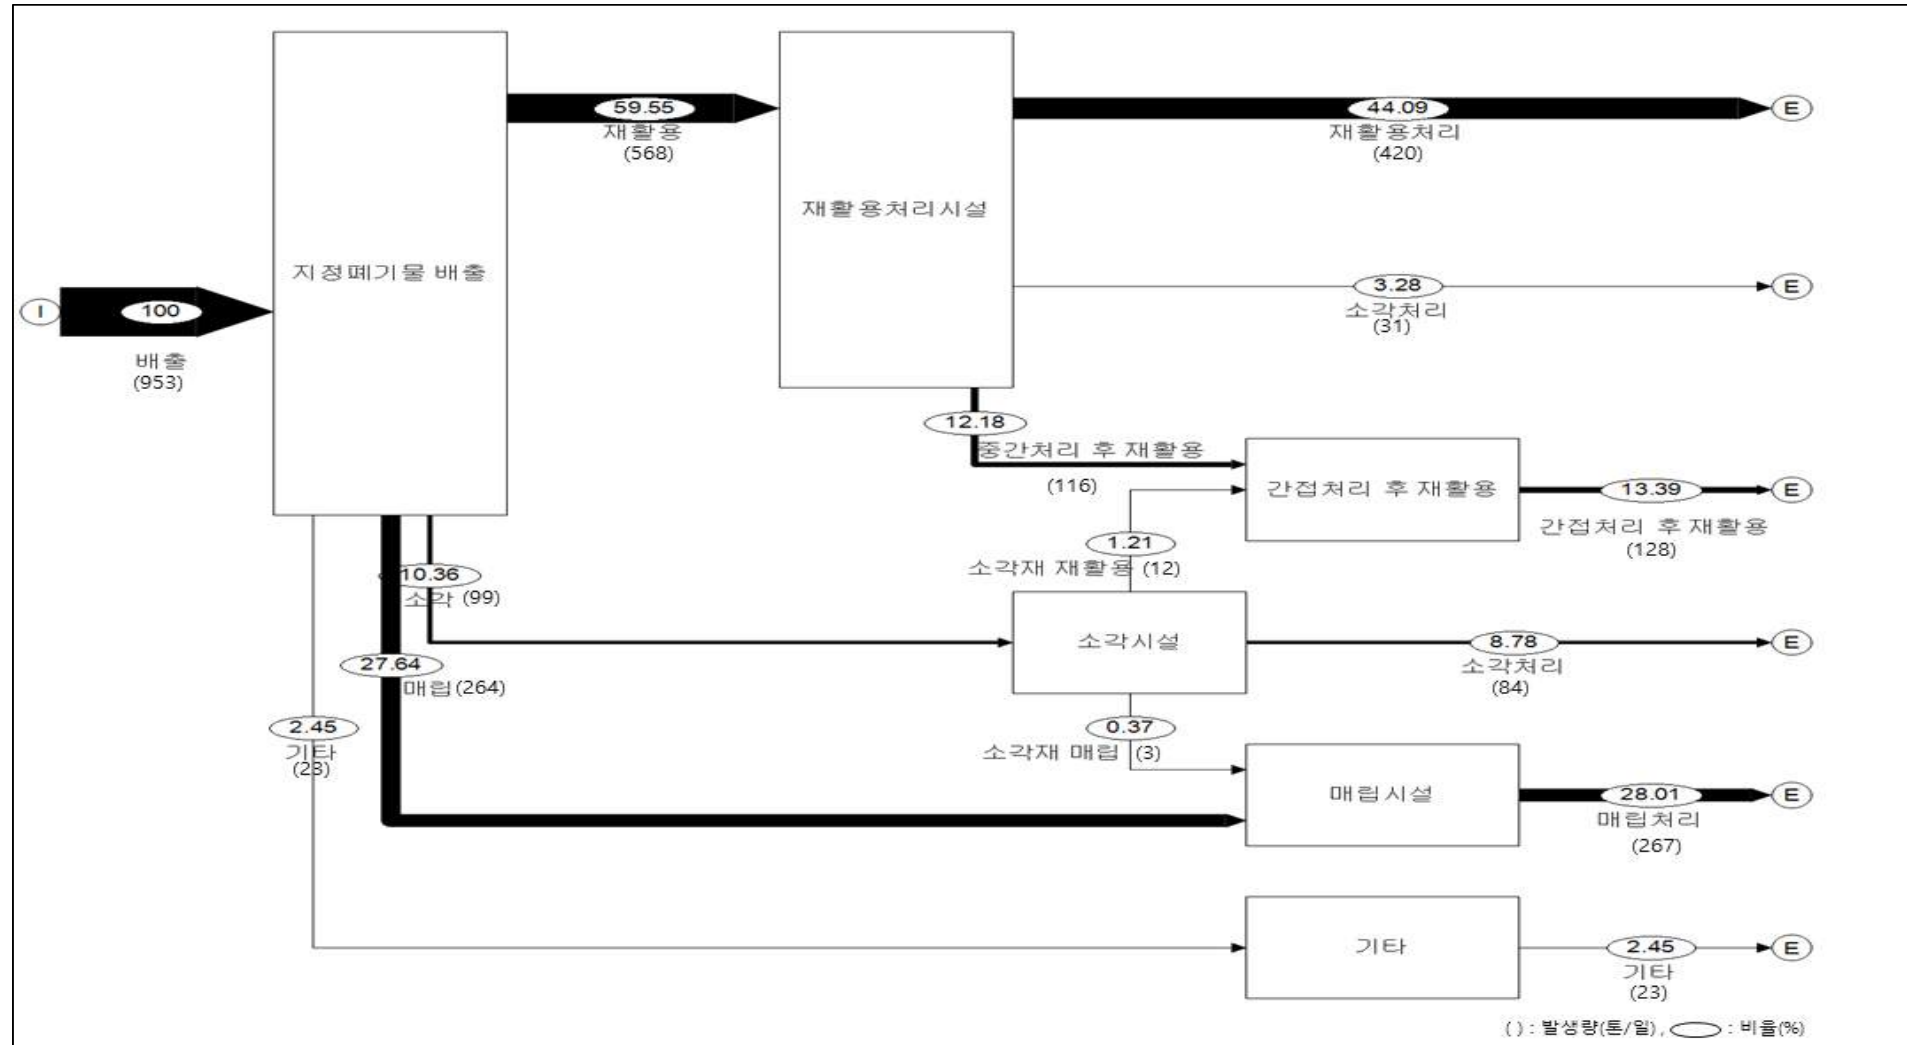 59.55
재활용
(568)
44.09
E
재활용처리
(420)
재활용처리시설
지정폐기물 배출
3.28
E
소각처리
(31)
I
100
배출
(953)
12.18
중간처리 후 재활용
(116)
간접처리 후 재활용
13.39
E
간접처리 후 재활용
(128)
1.21
소각재 재활용 (12)
10.36
소각 (99)
소각시설
8.78
E
소각처리
(84)
27.64
매립(264)
2.45
기타
(23)
0.37
소각재 매립 (3)
매립시설
28.01
E
매립처리
(267)
기타
2.45
E
기타
(23)
( ) : 발생량(톤/일) , : 비율(%)